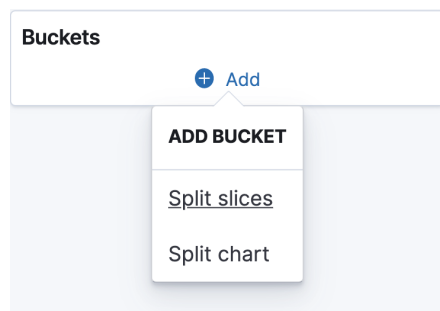 Buckets
Add
ADD BUCKET
Split slices
Split chart